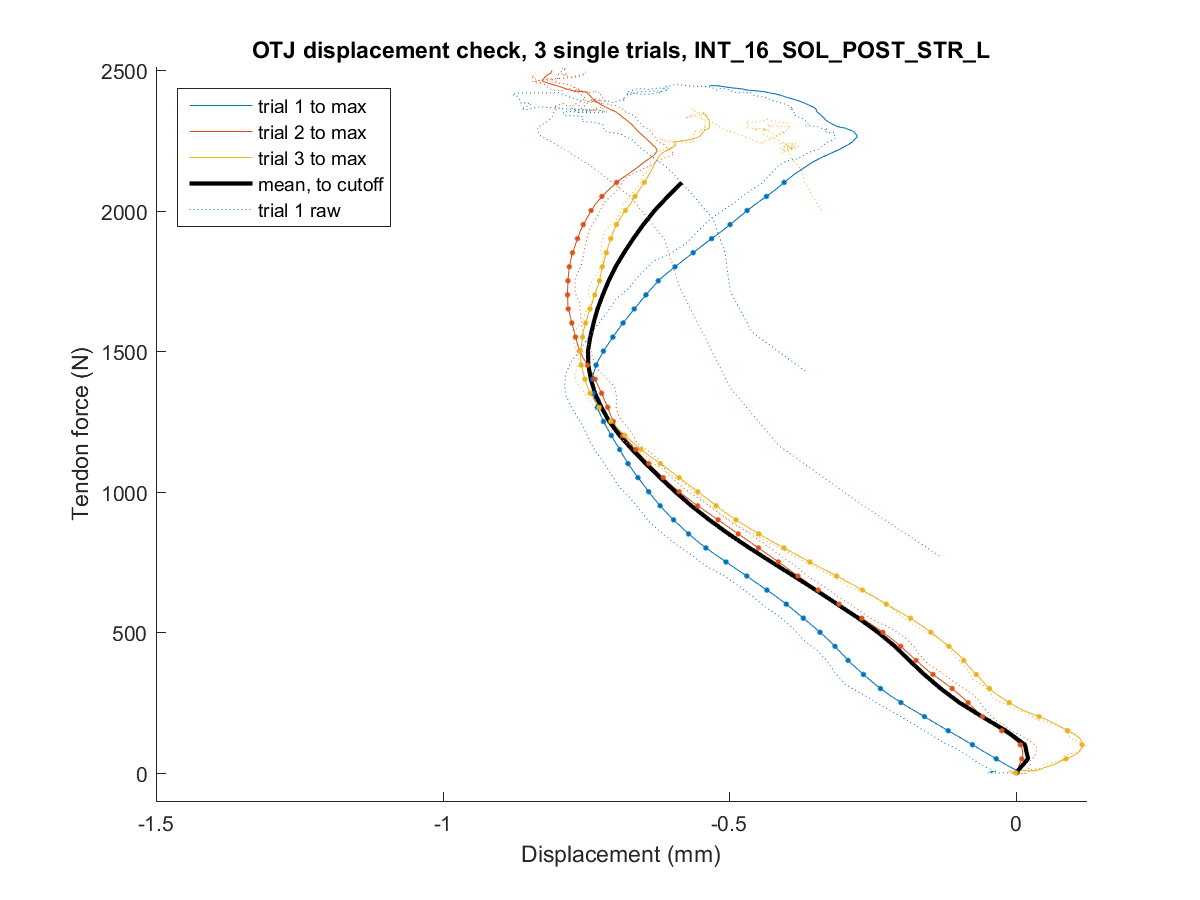 OTJ displacement check, 3 single trials, INT_16_SOL_POST_STR_L
2500
trial 1 to max
trial 2 to max
trial 3 to max
mean, to cutoff
trial 1 raw
2000
1500
1000
500
0
Tendon force (N)
-1.5
-1
-0.5
0
Displacement (mm)